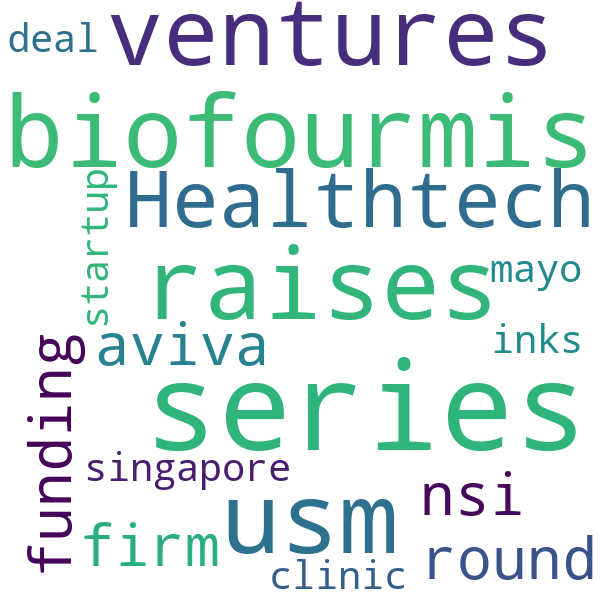 deal
ventures
biofourmis
startup
Healthtech
raises
mayo
aviva
inks
funding
series
singapore
usm
nsi
firm
round
clinic